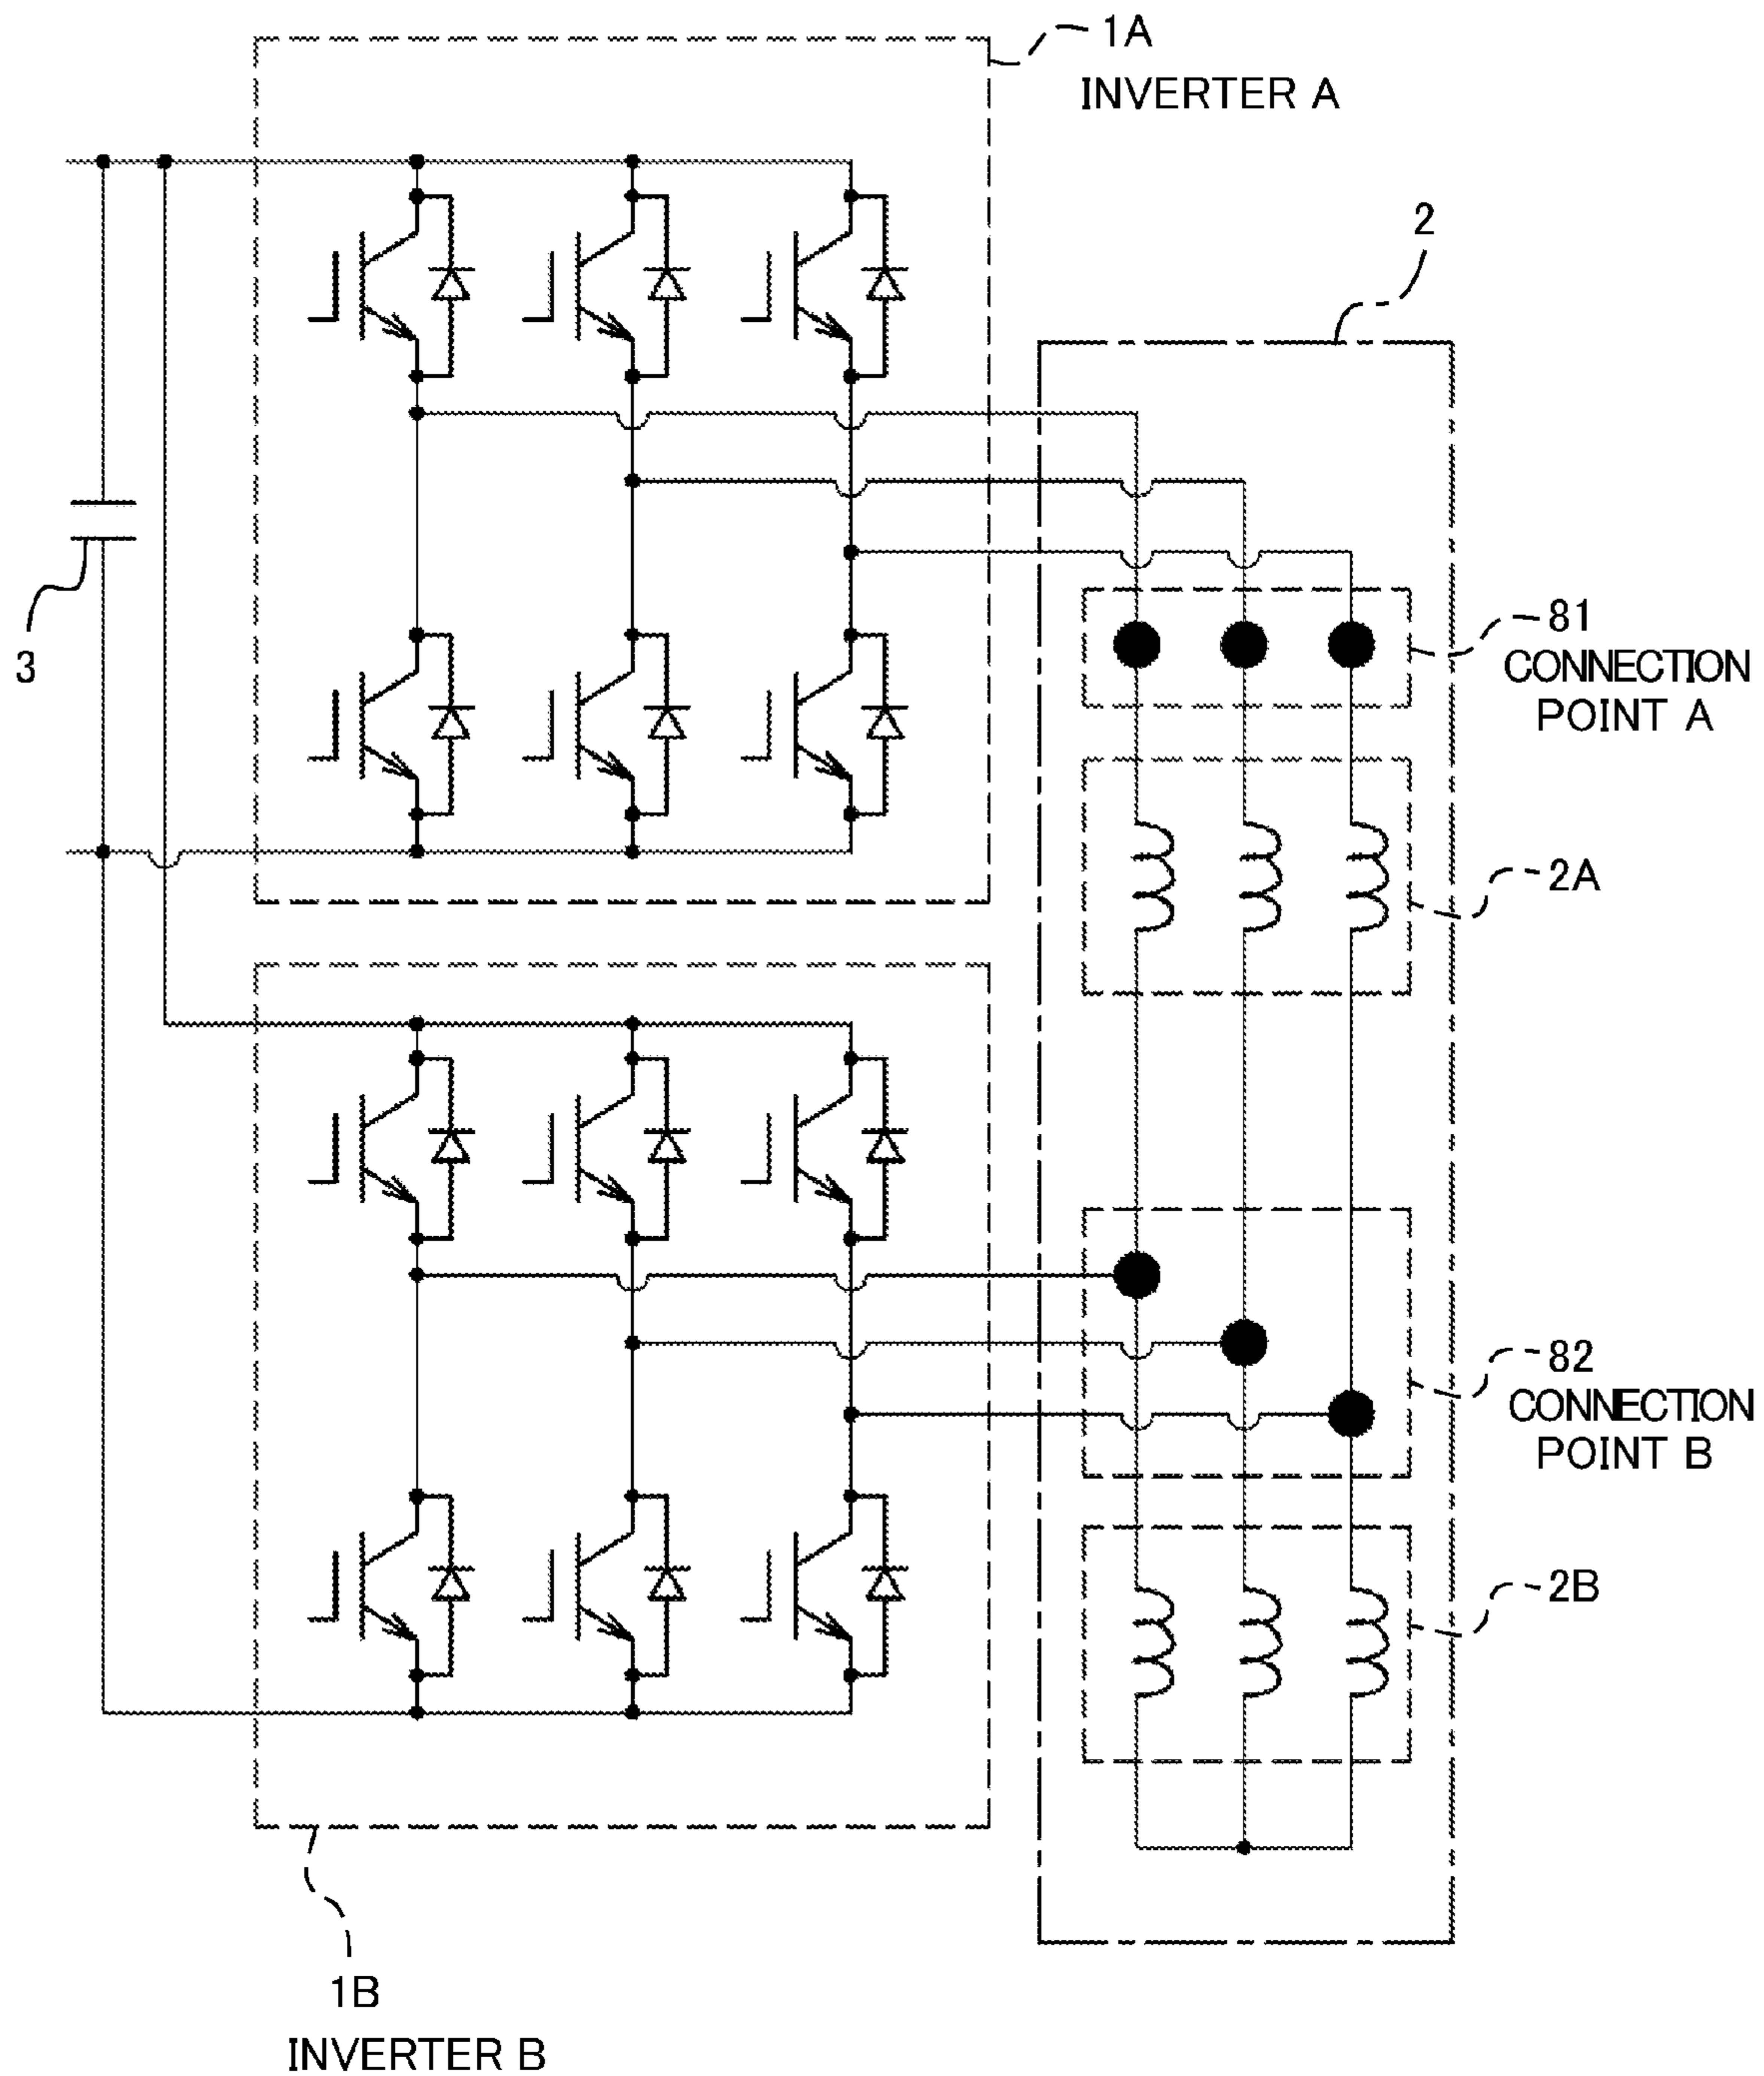 1A
INVERTER A
2
3
81
CONNECTION
POINT A
2A
82
CONNECTION
POINT B
2B
1B
INVERTER B